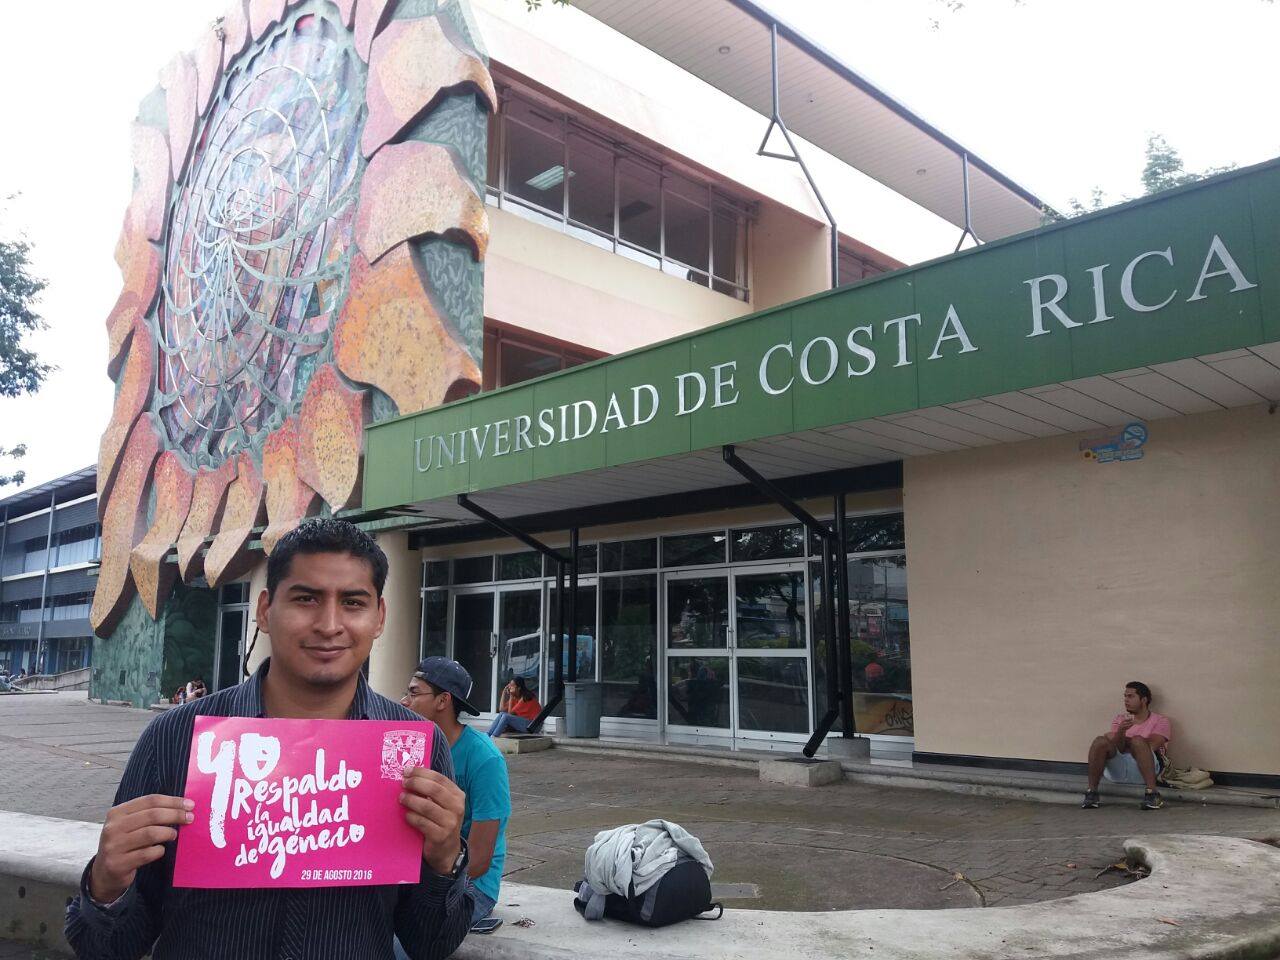 UNIVERSIDAD DE COSTA RICA
YO
Respaldo
la
igualdad
de género
29 DE AGOSTO 2016